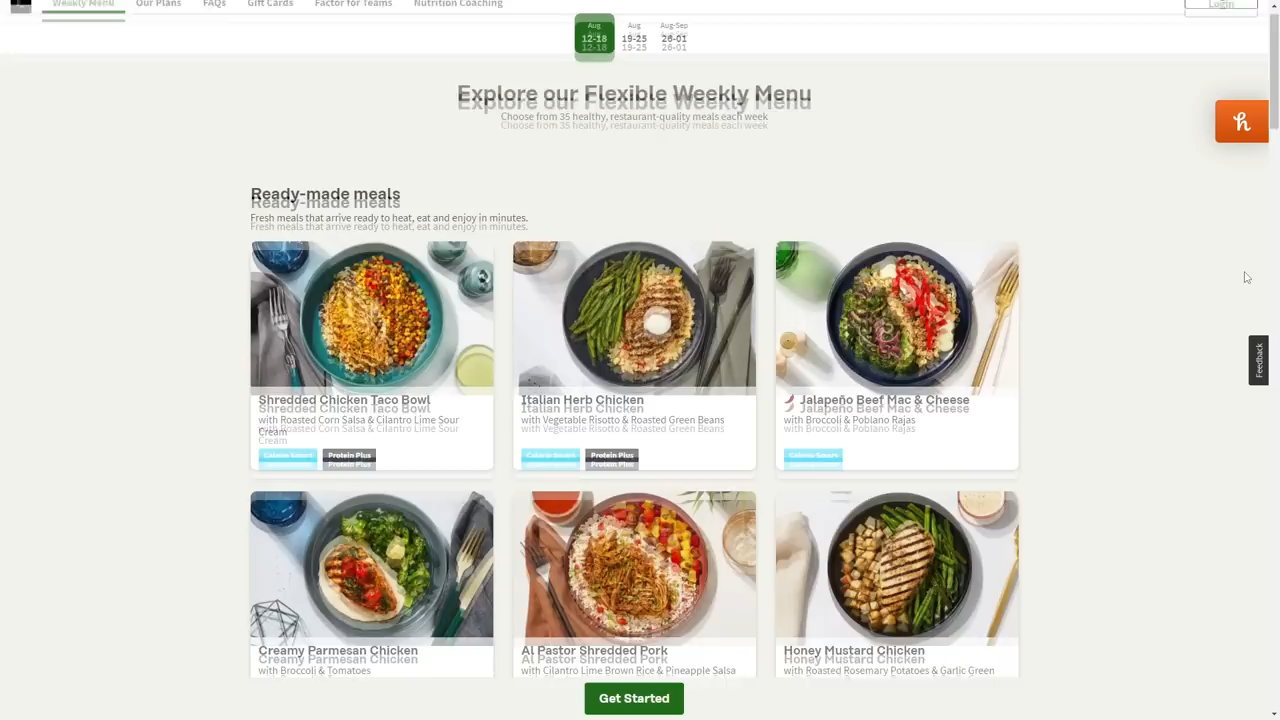 Weekly Menu Our Plans FAQs Gift Cards Factor for Teams Nutrition Coaching Login
Aug Aug Aug-Sep
12-18 19-25 26-01
Explore our Flexible Weekly Menu
Choose from 35 healthy, restaurant-quality meals each week
Ready-made meals
Fresh meals that arrive ready to heat, eat and enjoy in minutes.
Shredded Chicken Taco Bowl
with Roasted Corn Salsa & Cilantro Lime Sour
Cream
Calorie Smart Protein Plus
Italian Herb Chicken
with Vegetable Risotto & Roasted Green Beans
Calorie Smart Protein Plus
Jalapeño Beef Mac & Cheese
with Broccoli & Poblano Rajas
Calorie Smart
Feedback
Creamy Parmesan Chicken
with Broccoli & Tomatoes
Al Pastor Shredded Pork
with Cilantro Lime Brown Rice & Pineapple Salsa
Honey Mustard Chicken
with Roasted Rosemary Potatoes & Garlic Green
Get Started